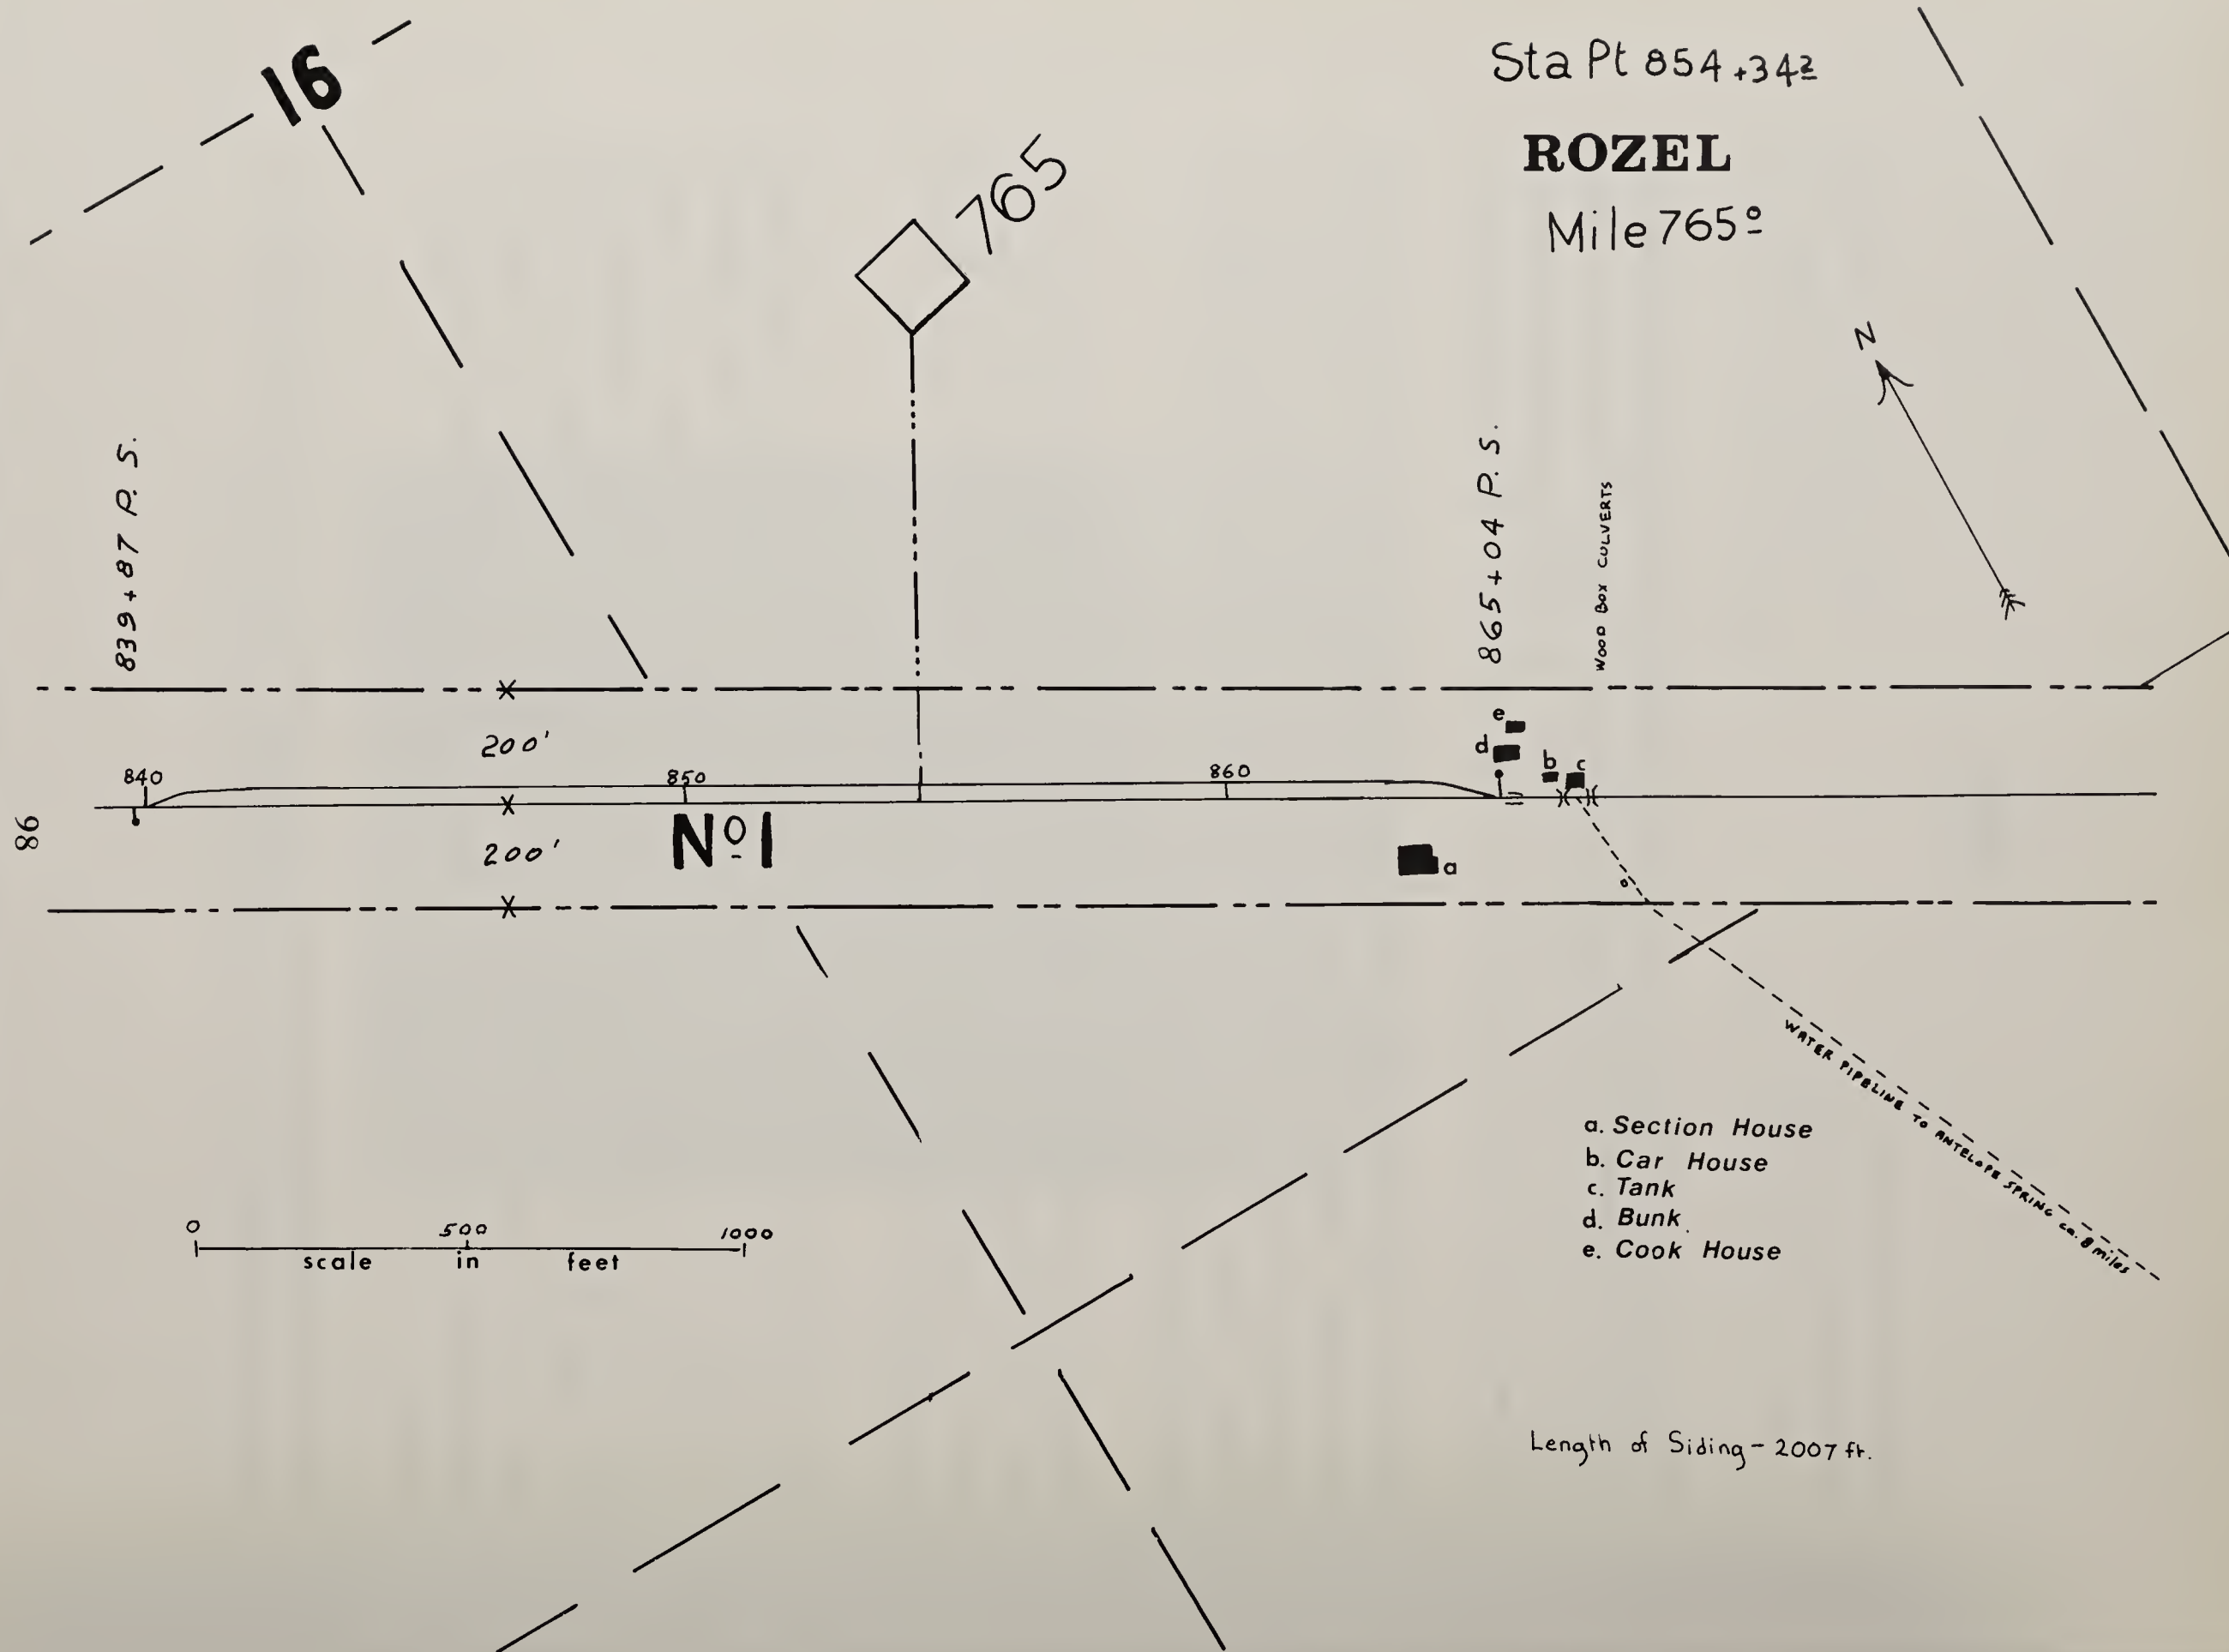 16
Sta Pt 854 +34²
ROZEL
Mile 765º
765
N
839+87 P. S.
865+04 P. S.
WOOD BOX CULVERTS
200'
840
850
860
e
d
b
c
86
200'
Nº1
a
WATER PIPELINE TO ANTELOPE SPRING ca. 8 miles
a. Section House
b. Car House
c. Tank
d. Bunk
e. Cook House
0 500 1000
scale in feet
Length of Siding - 2007 ft.